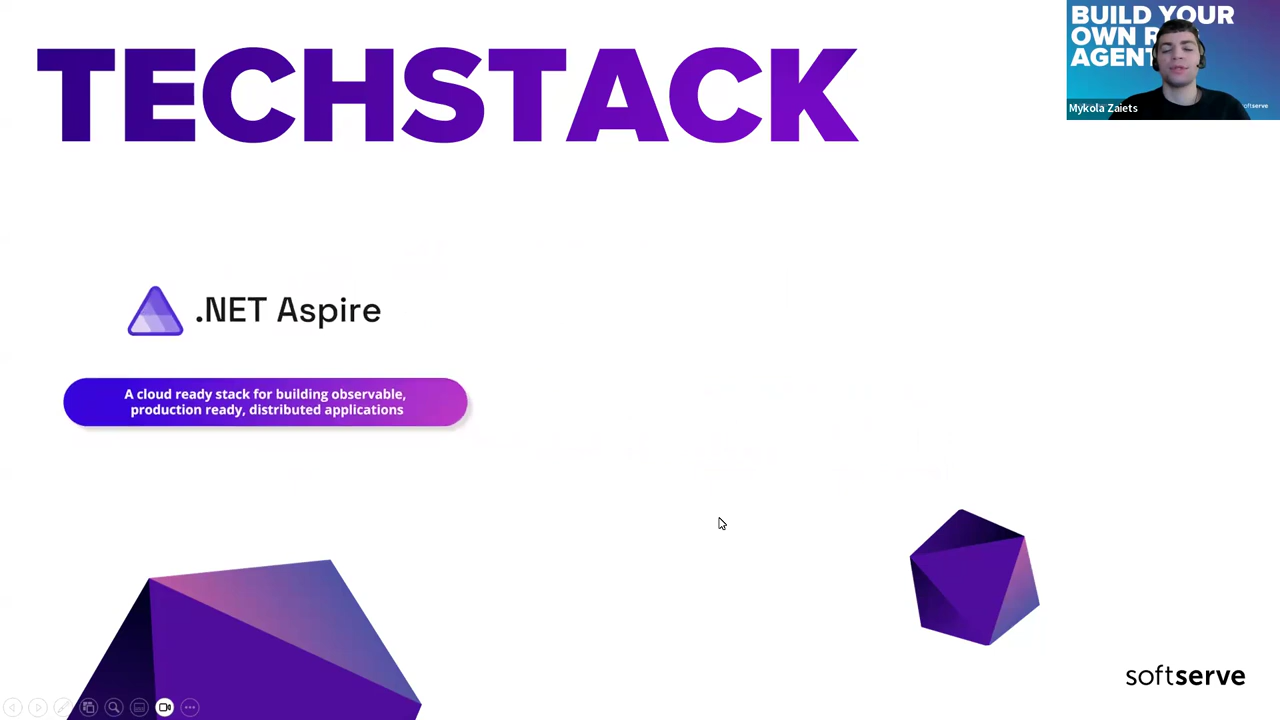 TECHSTACK
BUILD YOUR
OWN R
AGENT
softserve
Mykola Zaiets
.NET Aspire
A cloud ready stack for building observable,
production ready, distributed applications
softserve